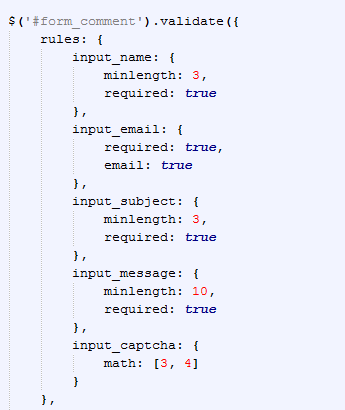 $('#form_comment').validate({
    rules: {
        input_name: {
            minlength: 3,
            required: true
        },
        input_email: {
            required: true,
            email: true
        },
        input_subject: {
            minlength: 3,
            required: true
        },
        input_message: {
            minlength: 10,
            required: true
        },
        input_captcha: {
            math: [3, 4]
        }
    },